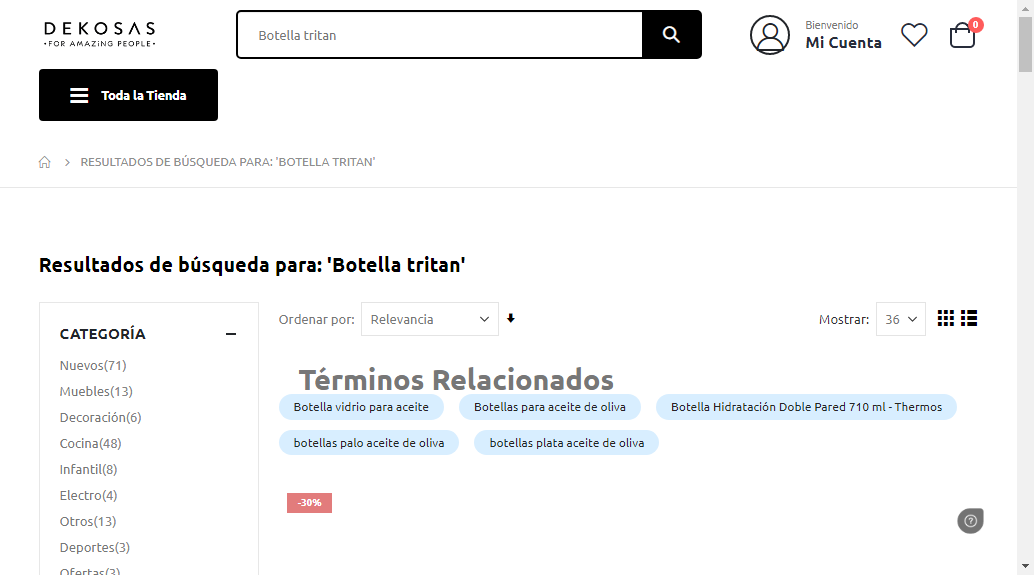 DEKOSAS
•FOR AMAZING PEOPLE•
Botella tritan
Bienvenido
Mi Cuenta
0
Toda la Tienda
RESULTADOS DE BÚSQUEDA PARA: 'BOTELLA TRITAN'
Resultados de búsqueda para: 'Botella tritan'
CATEGORÍA
Nuevos(71)
Muebles(13)
Decoración(6)
Cocina(48)
Infantil(8)
Electro(4)
Otros(13)
Deportes(3)
Ofertas(3)
Ordenar por: Relevancia
Mostrar: 36
Términos Relacionados
Botella vidrio para aceite
Botellas para aceite de oliva
Botella Hidratación Doble Pared 710 ml - Thermos
botellas palo aceite de oliva
botellas plata aceite de oliva
-30%